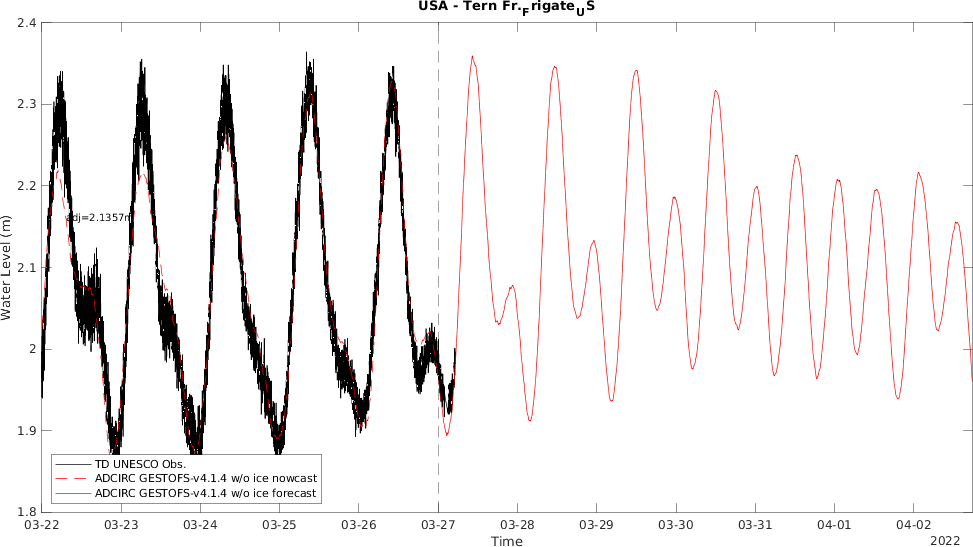 USA - Tern Fr.FrigateUS
2.4
2.3
2.2
2.1
2
1.9
1.8
Water Level (m)
adj=2.1357m
TD UNESCO Obs.
ADCIRC GESTOFS-v4.1.4 w/o ice nowcast
ADCIRC GESTOFS-v4.1.4 w/o ice forecast
03-22 03-23 03-24 03-25 03-26 03-27 03-28 03-29 03-30 03-31 04-01 04-02
Time
2022